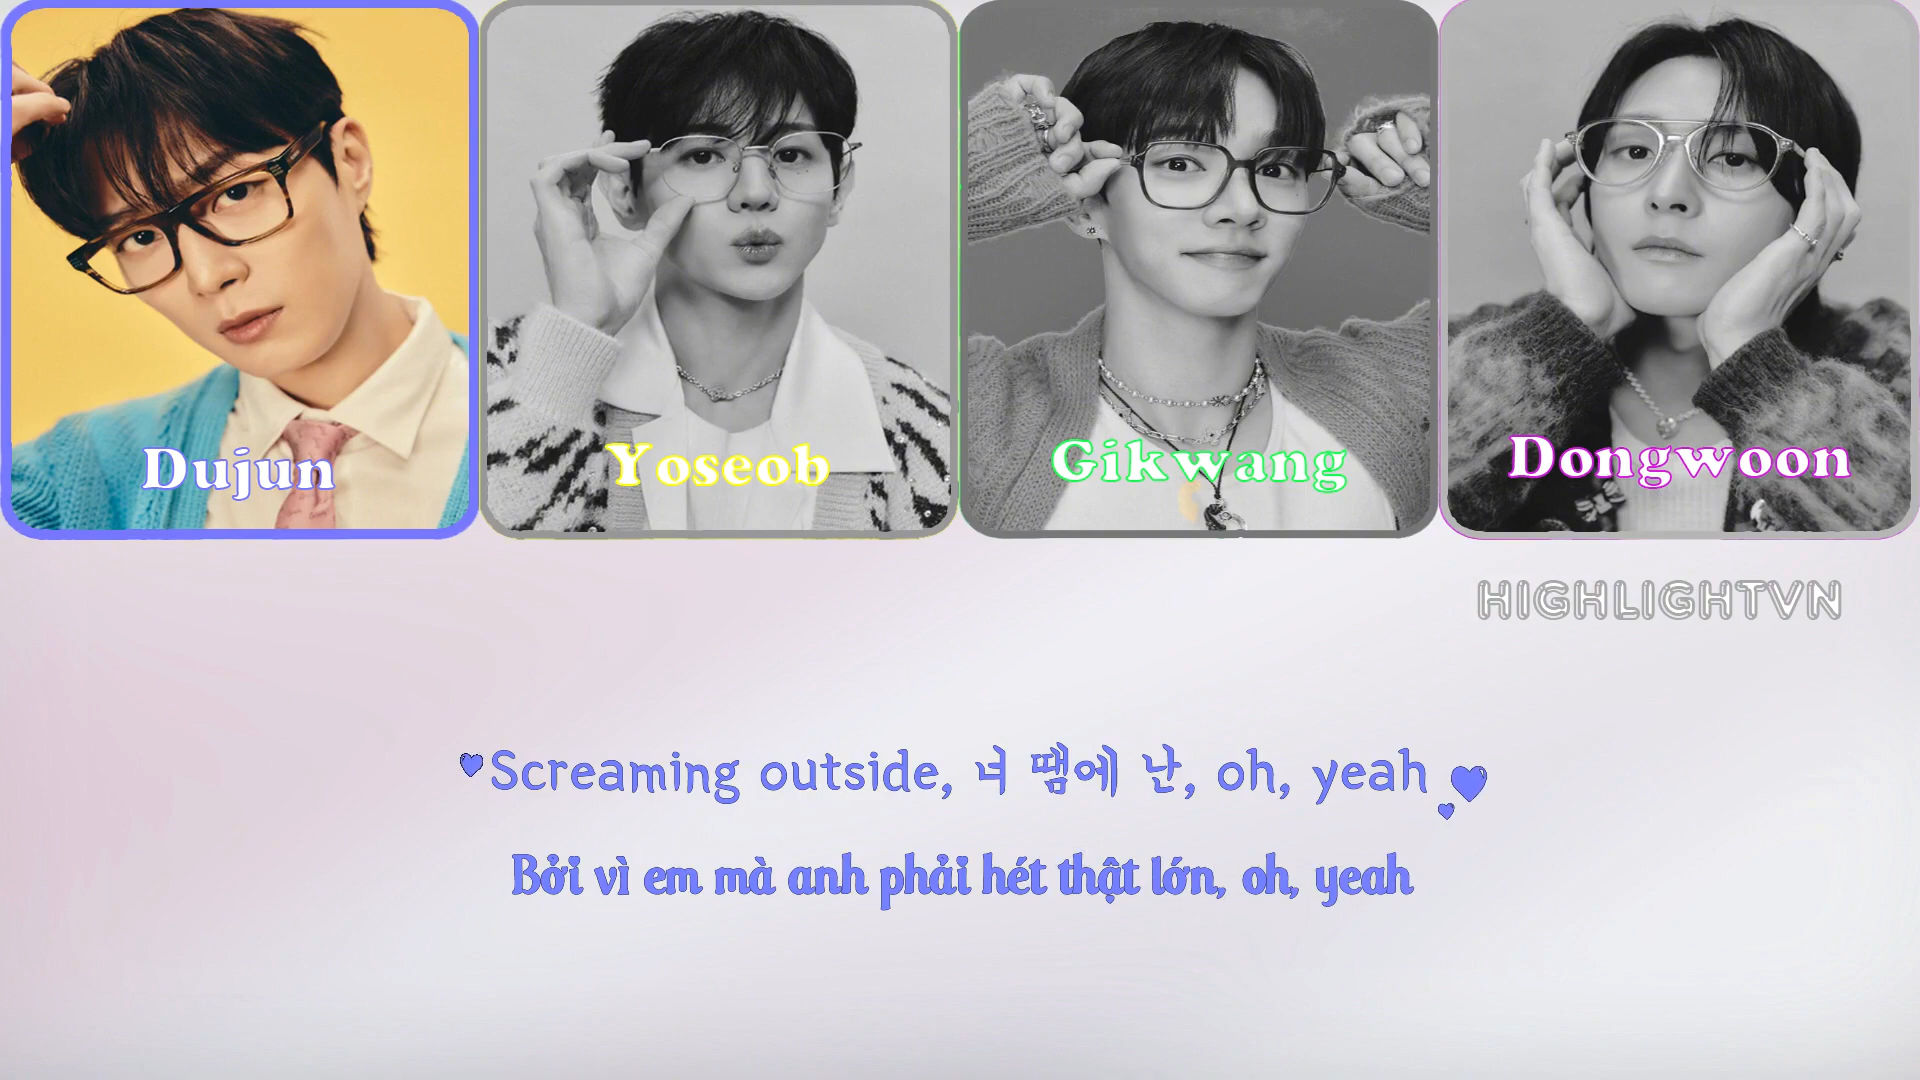 Dujun
Yoseob
Gikwang
Dongwoon
HIGHLIGHTVN
Screaming outside, 너 땜에 난, oh, yeah
Bởi vì em mà anh phải hét thật lớn, oh, yeah